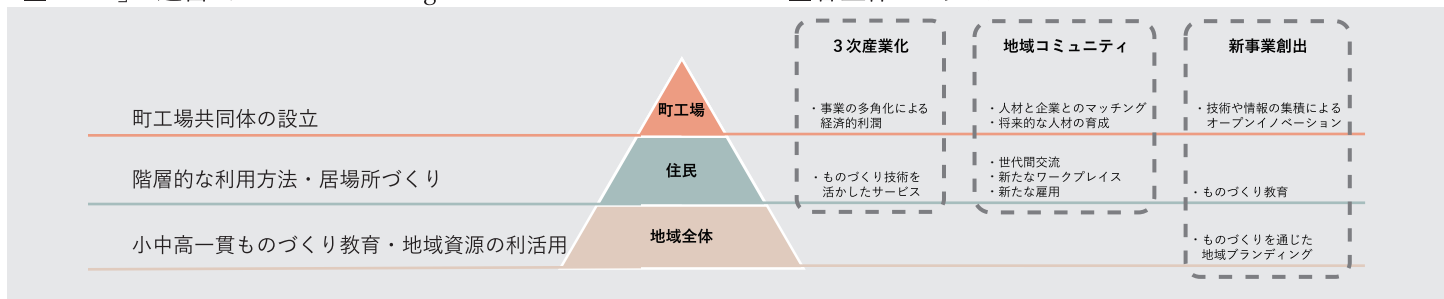 3次産業化
地域コミュニティ
新事業創出
町工場共同体の設立
町工場
・事業の多角化による
経済的利潤
・人材と企業とのマッチング
・将来的な人材の育成
・技術や情報の集積による
オープンイノベーション
階層的な利用方法・居場所づくり
住民
・ものづくり技術を
活かしたサービス
・世代間交流
・新たなワークプレイス
・新たな雇用
・ものづくり教育
小中高一貫ものづくり教育・地域資源の利活用
地域全体
・ものづくりを通じた
地域ブランディング